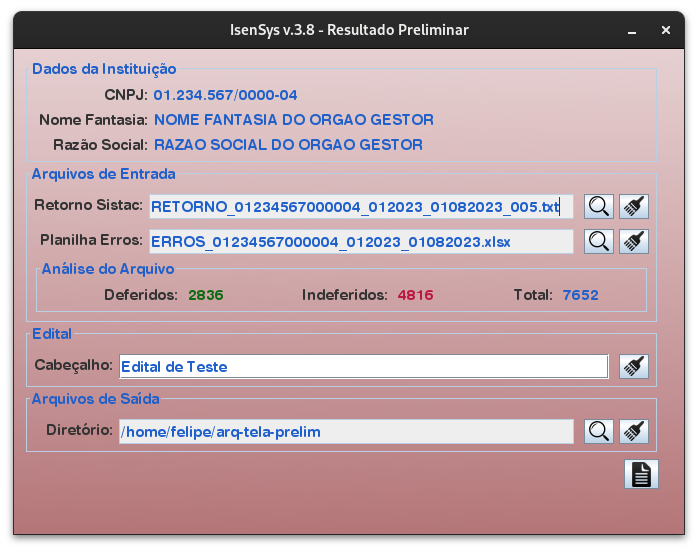 IsenSys v.3.8 - Resultado Preliminar
Dados da Instituição
CNPJ: 01.234.567/0000-04
Nome Fantasia: NOME FANTASIA DO ORGAO GESTOR
Razão Social: RAZAO SOCIAL DO ORGAO GESTOR
Arquivos de Entrada
Retorno Sistac: RETORNO_01234567000004_012023_01082023_005.txt
Planilha Erros: ERROS_01234567000004_012023_01082023.xlsx
Análise do Arquivo
Deferidos: 2836 Indeferidos: 4816 Total: 7652
Edital
Cabeçalho: Edital de Teste
Arquivos de Saída
Diretório: /home/felipe/arq-tela-prelim